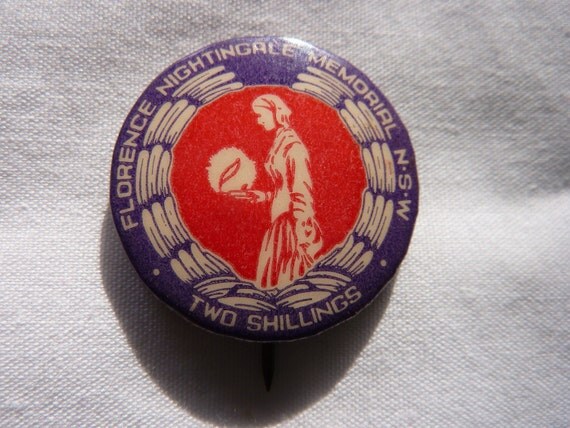 FLORENCE NIGHTINGALE MEMORIAL N·S·W·
TWO SHILLINGS